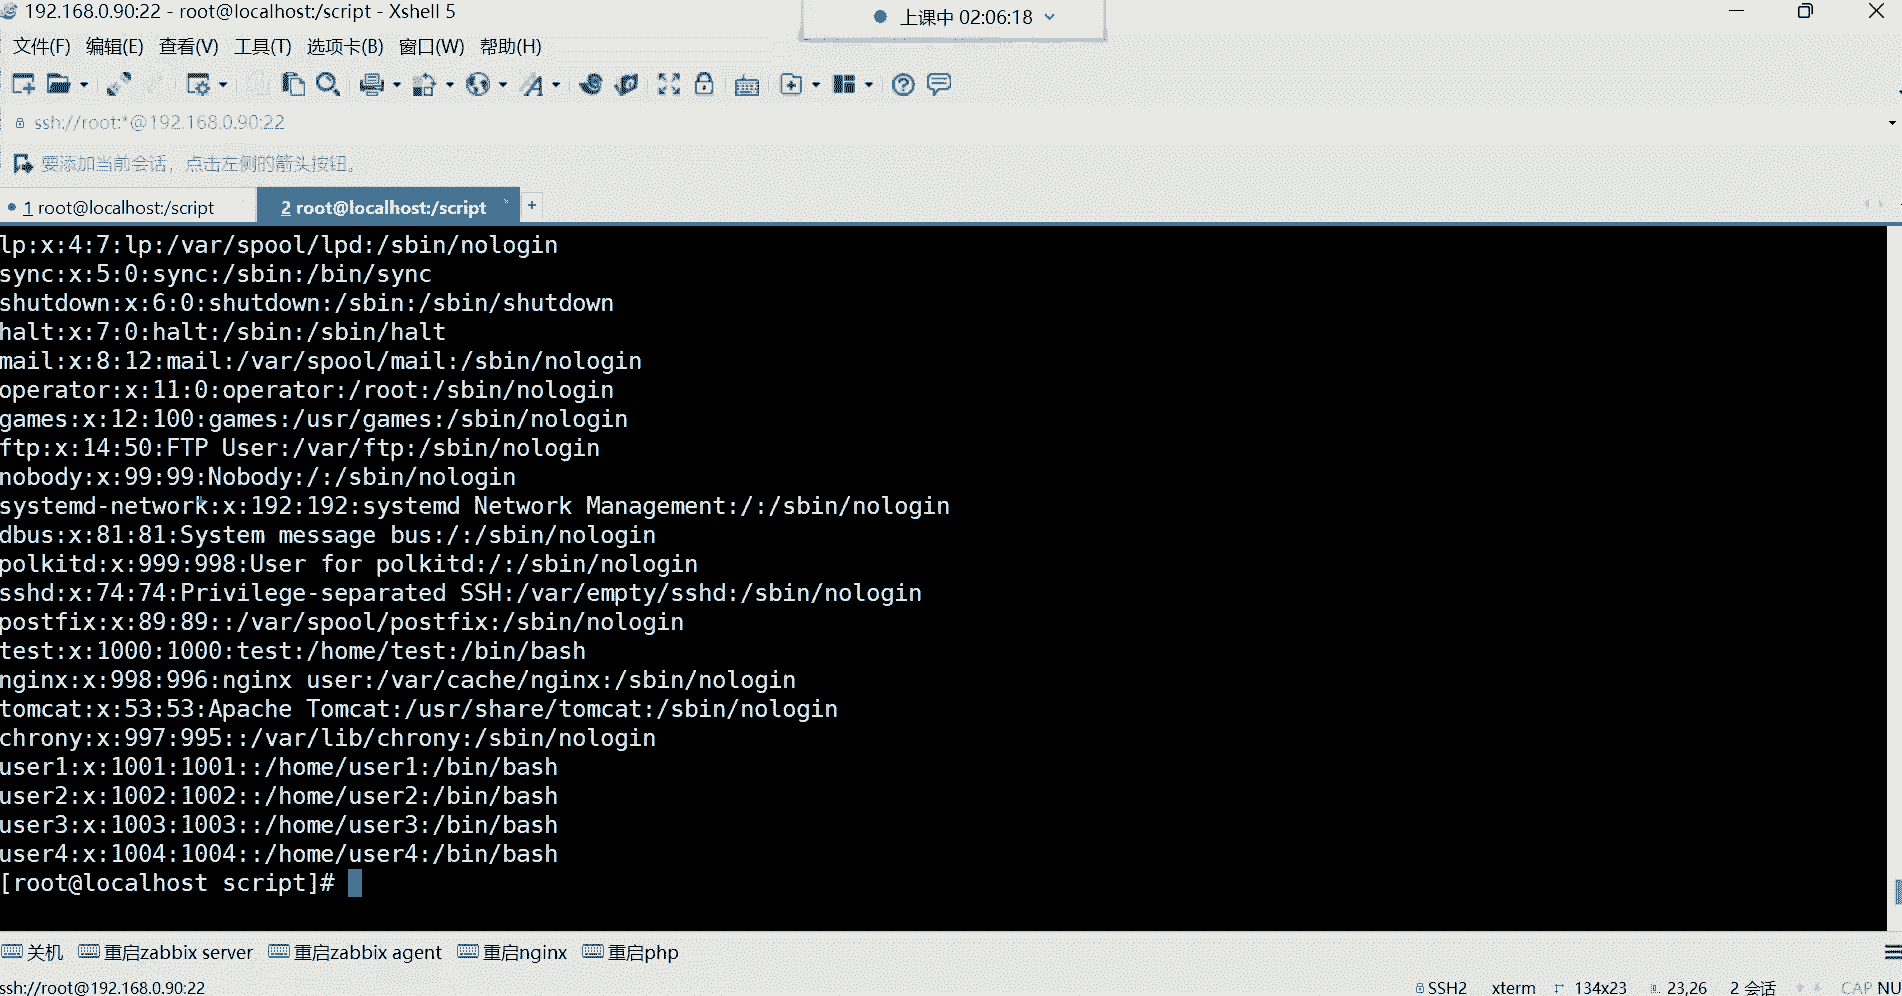 192.168.0.90:22 - root@localhost:/script - Xshell 5
上课中 02:06:18
文件(F) 编辑(E) 查看(V) 工具(T) 选项卡(B) 窗口(W) 帮助(H)
ssh://root:*@192.168.0.90:22
要添加当前会话，点击左侧的箭头按钮。
1 root@localhost:/script
2 root@localhost:/script
lp:x:4:7:lp:/var/spool/lpd:/sbin/nologin
sync:x:5:0:sync:/sbin:/bin/sync
shutdown:x:6:0:shutdown:/sbin:/sbin/shutdown
halt:x:7:0:halt:/sbin:/sbin/halt
mail:x:8:12:mail:/var/spool/mail:/sbin/nologin
operator:x:11:0:operator:/root:/sbin/nologin
games:x:12:100:games:/usr/games:/sbin/nologin
ftp:x:14:50:FTP User:/var/ftp:/sbin/nologin
nobody:x:99:99:Nobody:/:/sbin/nologin
systemd-network:x:192:192:systemd Network Management:/:/sbin/nologin
dbus:x:81:81:System message bus:/:/sbin/nologin
polkitd:x:999:998:User for polkitd:/:/sbin/nologin
sshd:x:74:74:Privilege-separated SSH:/var/empty/sshd:/sbin/nologin
postfix:x:89:89::/var/spool/postfix:/sbin/nologin
test:x:1000:1000:test:/home/test:/bin/bash
nginx:x:998:996:nginx user:/var/cache/nginx:/sbin/nologin
tomcat:x:53:53:Apache Tomcat:/usr/share/tomcat:/sbin/nologin
chrony:x:997:995::/var/lib/chrony:/sbin/nologin
user1:x:1001:1001::/home/user1:/bin/bash
user2:x:1002:1002::/home/user2:/bin/bash
user3:x:1003:1003::/home/user3:/bin/bash
user4:x:1004:1004::/home/user4:/bin/bash
[root@localhost script]#
关机 重启zabbix server 重启zabbix agent 重启nginx 重启php
ssh://root@192.168.0.90:22 SSH2 xterm 134x23 23,26 2 会话 CAP NU